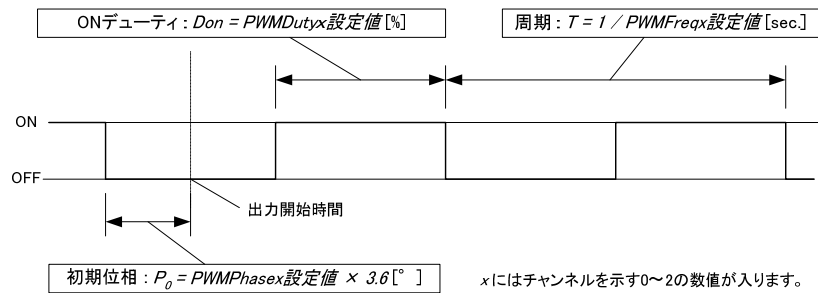 ONデューティ：Don = PWMDutyx設定値[%]
周期：T = 1 / PWMFreqx設定値[sec.]
ON
OFF
出力開始時間
初期位相：P0 = PWMPhasex設定値 × 3.6[°]
xにはチャンネルを示す0～2の数値が入ります。